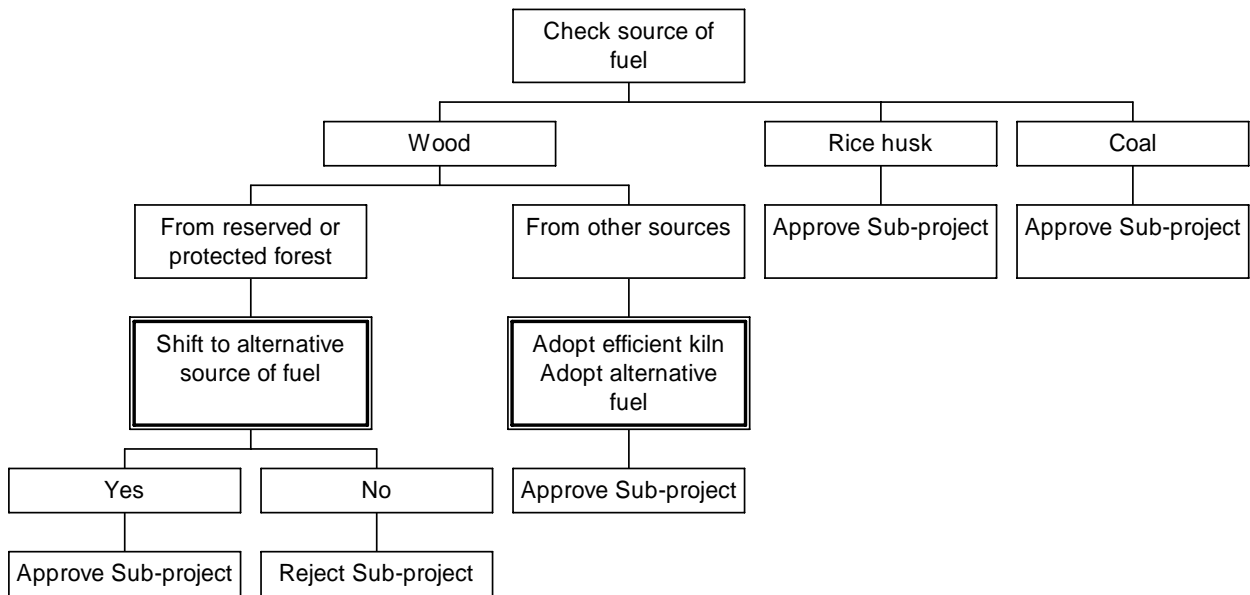 Check source of
fuel
Wood
Rice husk
Coal
From reserved or
protected forest
From other sources
Approve Sub-project
Approve Sub-project
Shift to alternative
source of fuel
Adopt efficient kiln
Adopt alternative
fuel
Yes
No
Approve Sub-project
Approve Sub-project
Reject Sub-project